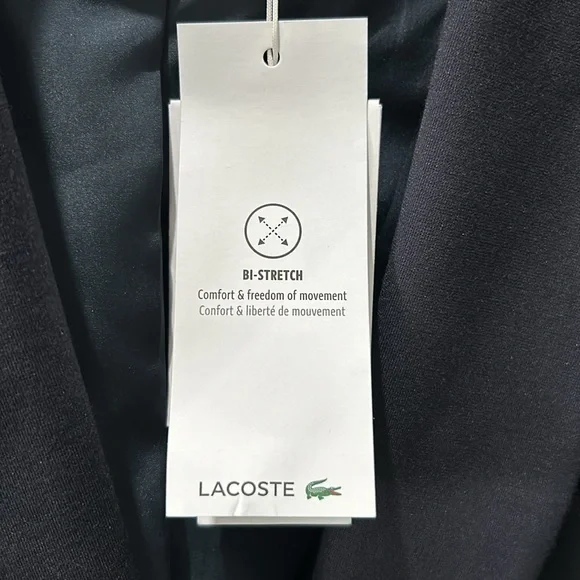 BI-STRETCH
Comfort & freedom of movement
Confort & liberté de mouvement
LACOSTE